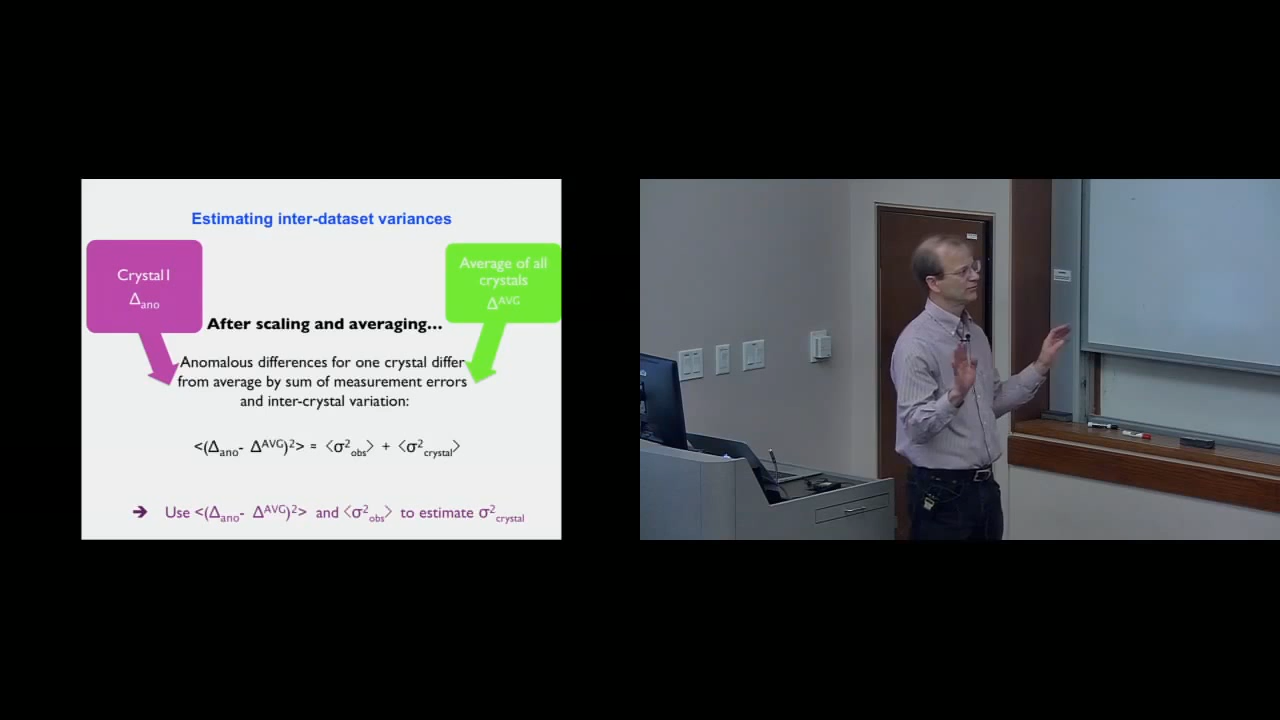 Estimating inter-dataset variances
Crystal1
Δano
Average of all
crystals
ΔAVG
After scaling and averaging...
Anomalous differences for one crystal differ
from average by sum of measurement errors
and inter-crystal variation:
<(Δano- ΔAVG)2> = 〈σ2obs〉 + 〈σ2crystal〉
➔ Use <(Δano- ΔAVG)2> and 〈σ2obs〉 to estimate σ2crystal